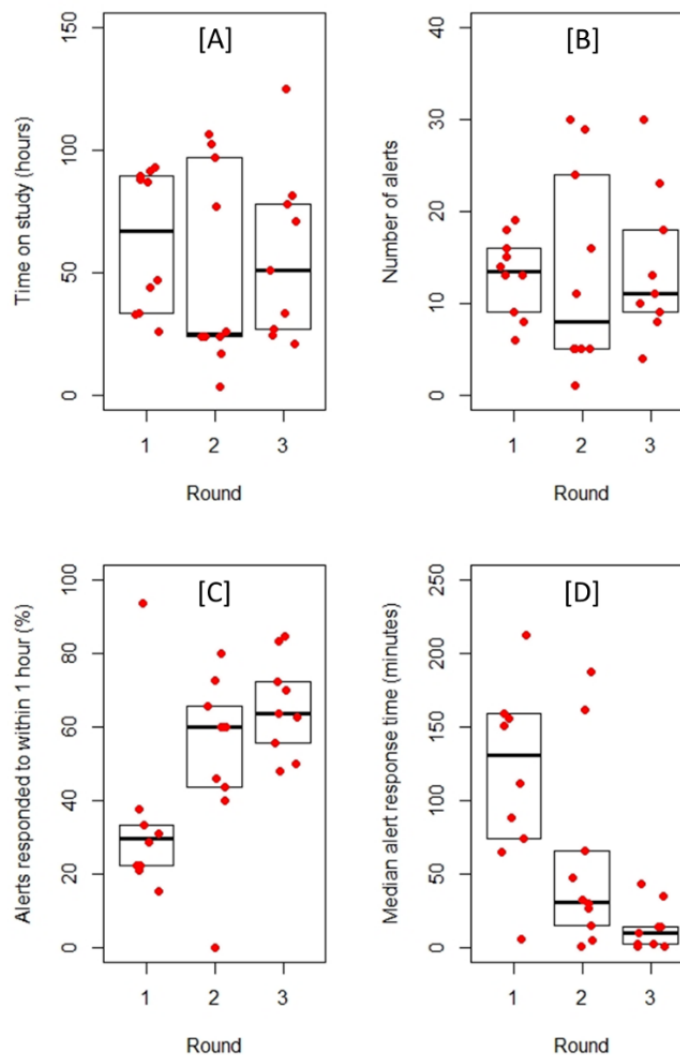 [A]
Time on study (hours)
150
100
50
0
1 2 3
Round
[B]
Number of alerts
40
30
20
10
0
1 2 3
Round
[C]
Alerts responded to within 1 hour (%)
100
80
60
40
20
0
1 2 3
Round
[D]
Median alert response time (minutes)
250
200
150
100
50
0
1 2 3
Round